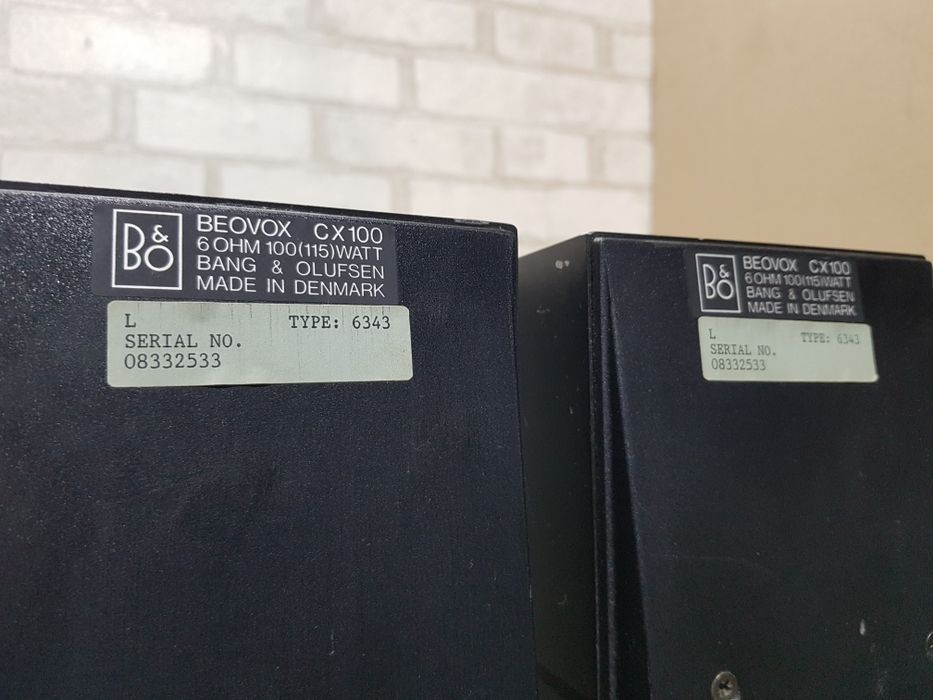 B&O
BEOVOX CX100
6 OHM 100(115)WATT
BANG & OLUFSEN
MADE IN DENMARK
L TYPE: 6343
SERIAL NO.
08332533
B&O
BEOVOX CX100
6 OHM 100(115)WATT
BANG & OLUFSEN
MADE IN DENMARK
L TYPE: 6343
SERIAL NO.
08332533